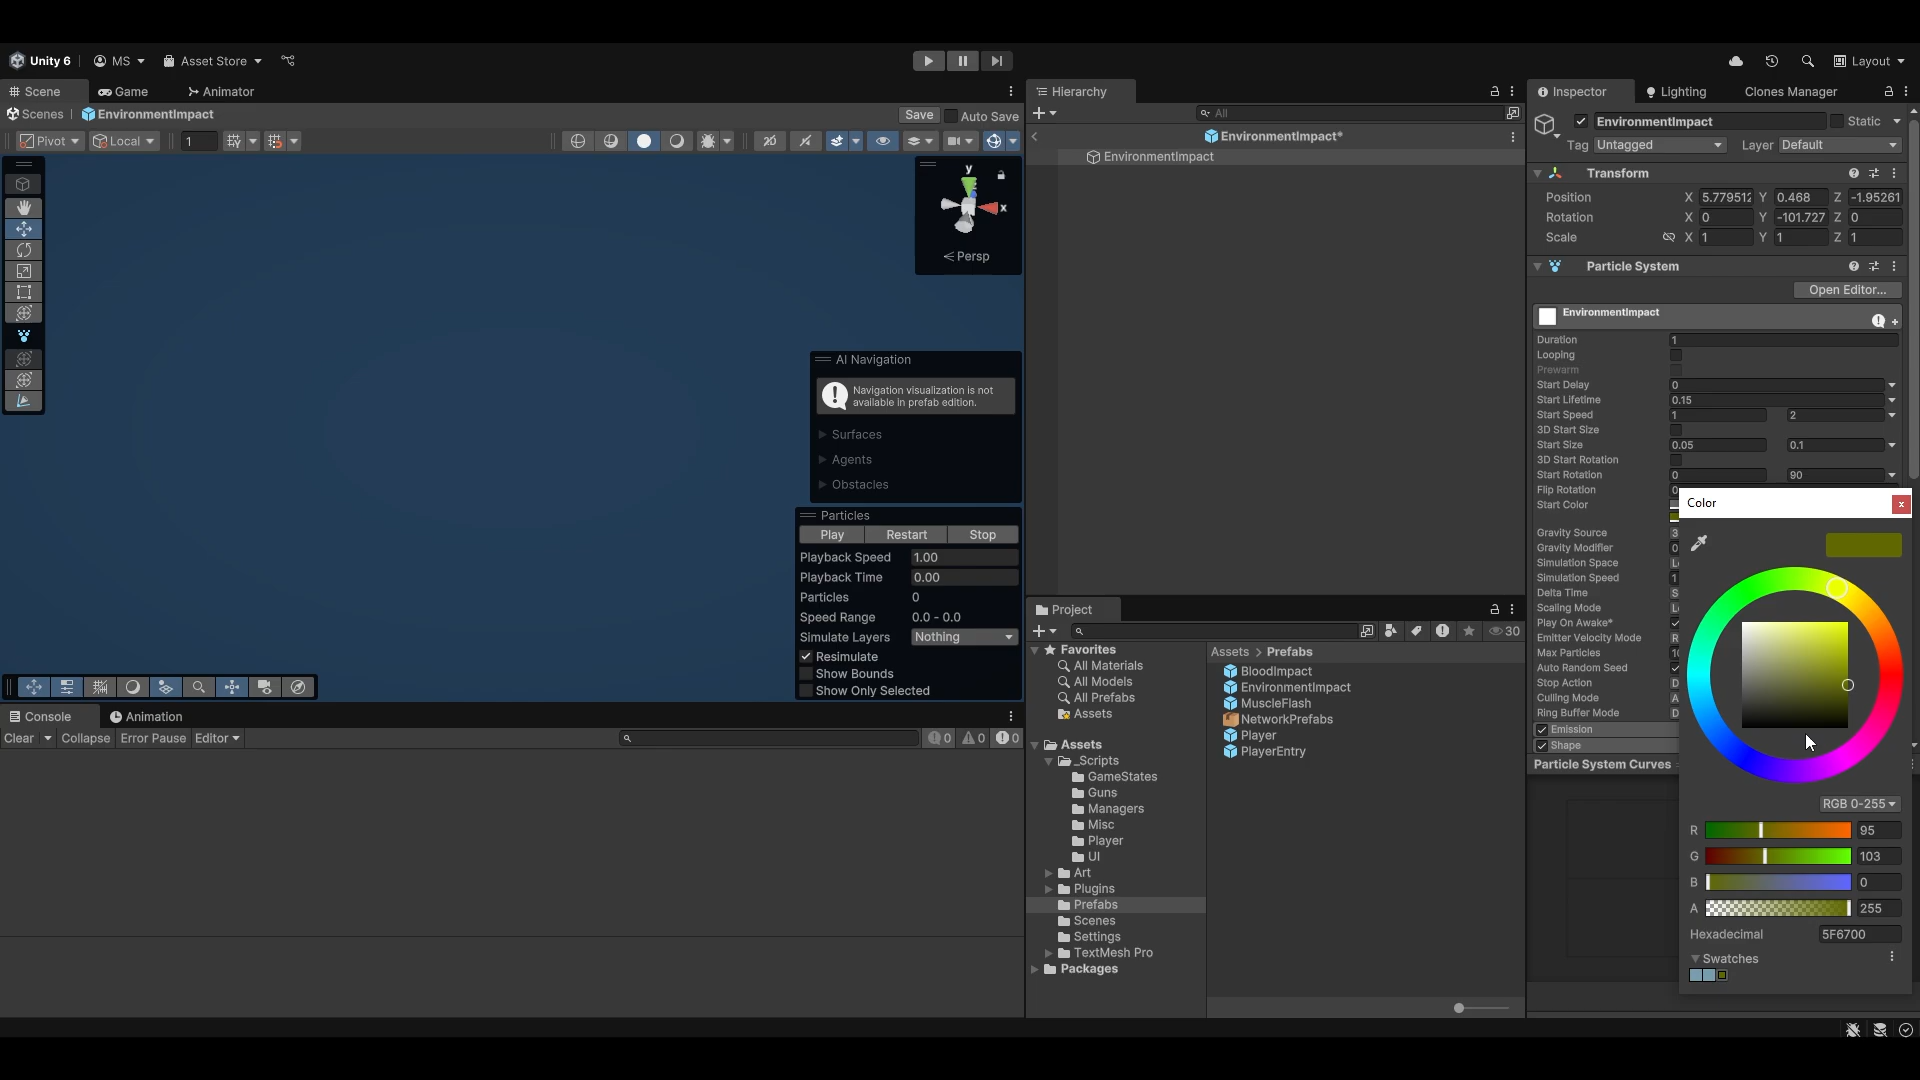 Unity 6 MS Asset Store Layout
Scene Game Animator
Scenes EnvironmentImpact Save Auto Save
Pivot Local 1 2D
y
x
< Persp
AI Navigation
Navigation visualization is not
available in prefab edition.
Surfaces
Agents
Obstacles
Particles
Play Restart Stop
Playback Speed 1.00
Playback Time 0.00
Particles 0
Speed Range 0.0 - 0.0
Simulate Layers Nothing
Resimulate
Show Bounds
Show Only Selected
Console Animation
Clear Collapse Error Pause Editor 0 0 0
Hierarchy
All
EnvironmentImpact*
EnvironmentImpact
Project
30
Favorites
All Materials
All Models
All Prefabs
Assets
Assets
_Scripts
GameStates
Guns
Managers
Misc
Player
UI
Art
Plugins
Prefabs
Scenes
Settings
TextMesh Pro
Packages
Assets > Prefabs
BloodImpact
EnvironmentImpact
MuscleFlash
NetworkPrefabs
Player
PlayerEntry
Inspector Lighting Clones Manager
EnvironmentImpact Static
Tag Untagged Layer Default
Transform
Position X 5.779512 Y 0.468 Z -1.95261
Rotation X 0 Y -101.727 Z 0
Scale X 1 Y 1 Z 1
Particle System
Open Editor...
EnvironmentImpact
Duration 1
Looping
Prewarm
Start Delay 0
Start Lifetime 0.15
Start Speed 1 2
3D Start Size
Start Size 0.05 0.1
3D Start Rotation
Start Rotation 0 90
Flip Rotation 0
Start Color
Gravity Source
Gravity Modifier 0
Simulation Space
Simulation Speed 1
Delta Time
Scaling Mode
Play On Awake*
Emitter Velocity Mode
Max Particles
Auto Random Seed
Stop Action
Culling Mode
Ring Buffer Mode
Emission
Shape
Particle System Curves
Color
x
RGB 0-255
R 95
G 103
B 0
A 255
Hexadecimal 5F6700
Swatches